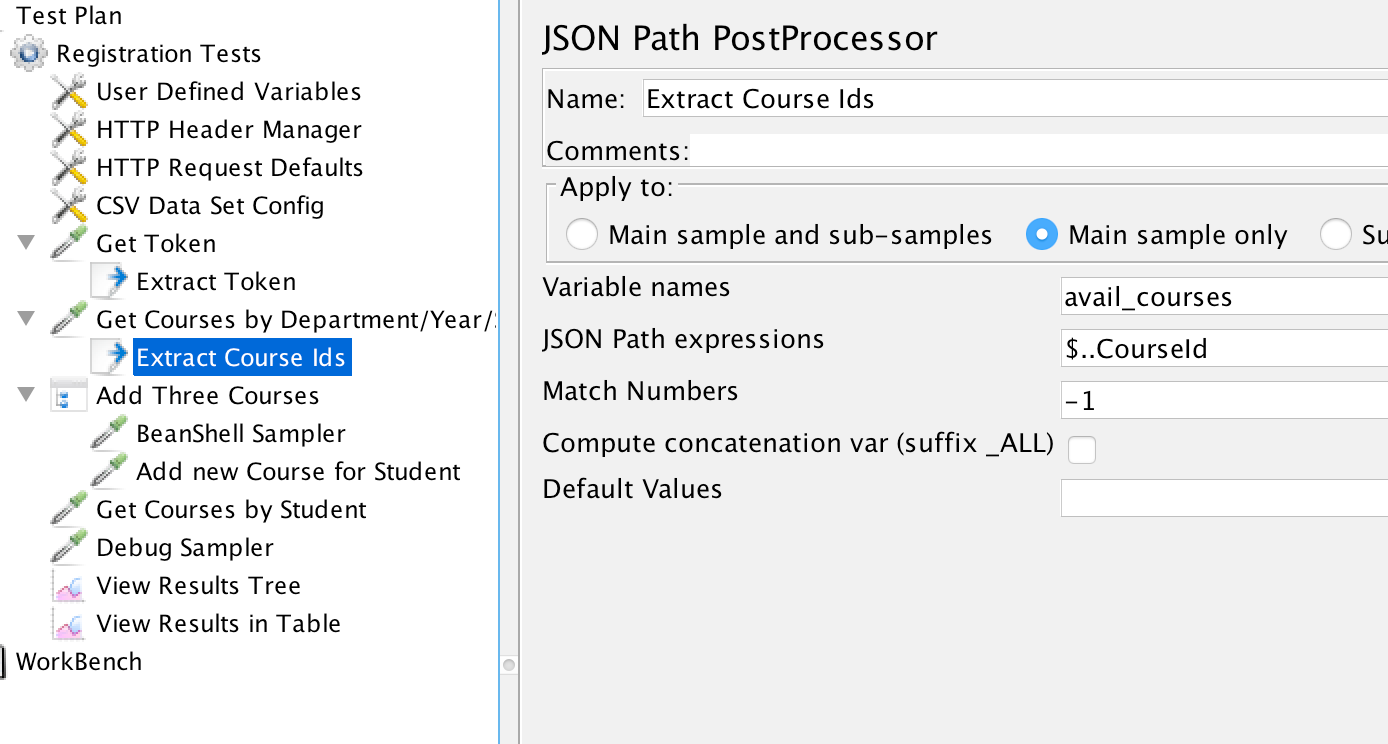 Test Plan
Registration Tests
User Defined Variables
HTTP Header Manager
HTTP Request Defaults
CSV Data Set Config
Get Token
Extract Token
Get Courses by Department/Year/
Extract Course Ids
Add Three Courses
BeanShell Sampler
Add new Course for Student
Get Courses by Student
Debug Sampler
View Results Tree
View Results in Table
WorkBench
JSON Path PostProcessor
Name: Extract Course Ids
Comments:
Apply to:
Main sample and sub-samples Main sample only Su
Variable names avail_courses
JSON Path expressions $..CourseId
Match Numbers -1
Compute concatenation var (suffix _ALL)
Default Values